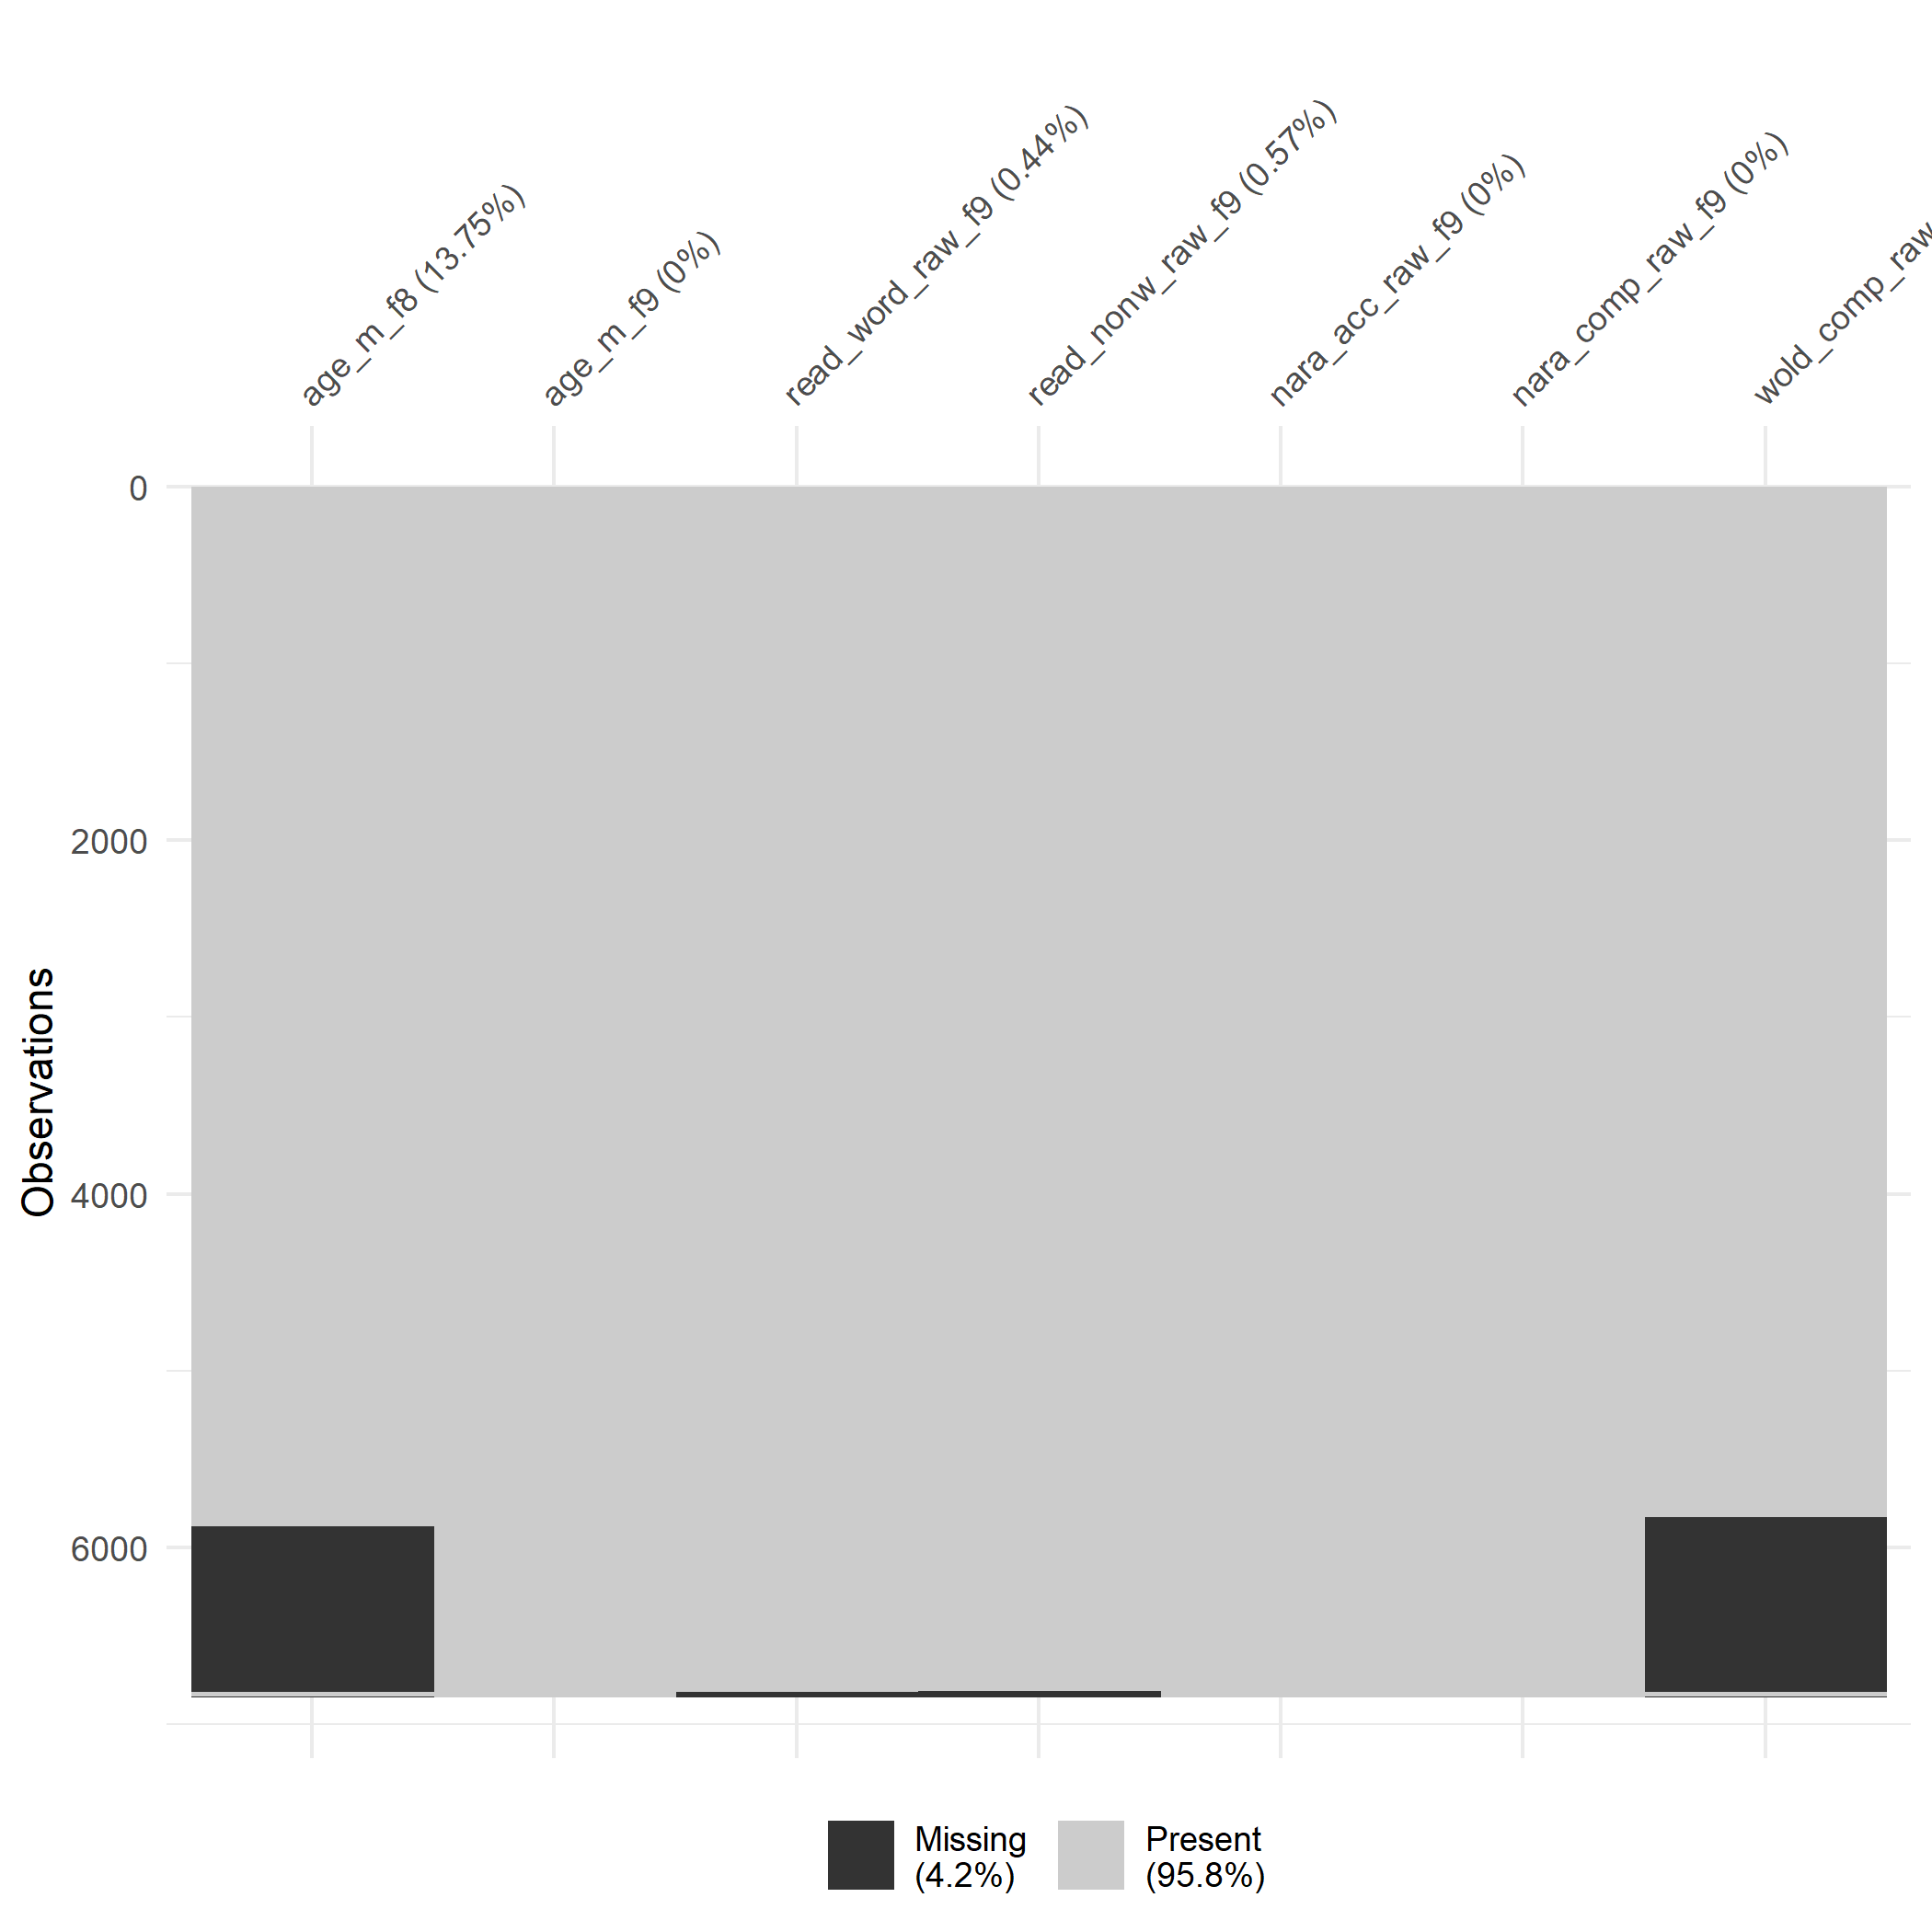 age_m_f8 (13.75%)
age_m_f9 (0%)
read_word_raw_f9 (0.44%)
read_nonw_raw_f9 (0.57%)
nara_acc_raw_f9 (0%)
nara_comp_raw_f9 (0%)
wold_comp_raw
0
2000
4000
6000
Observations
Missing
(4.2%)
Present
(95.8%)